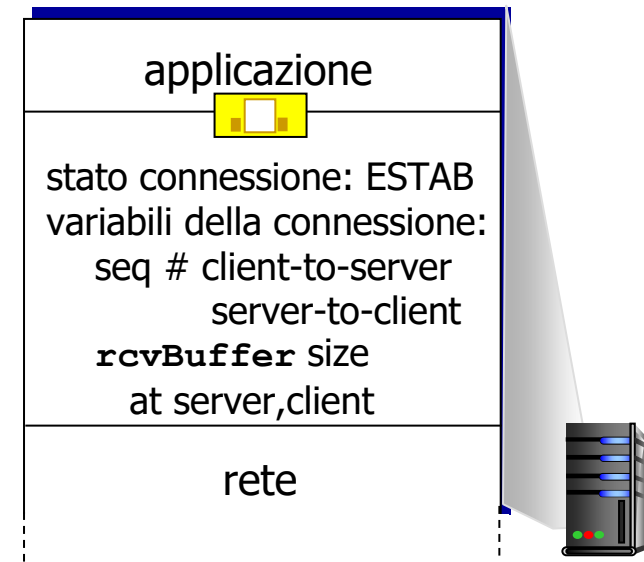 applicazione
stato connessione: ESTAB
variabili della connessione:
seq # client-to-server
server-to-client
rcvBuffer size
at server,client
rete